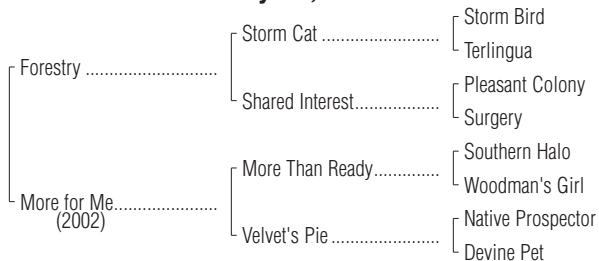 Storm Bird
Storm Cat ......................
Terlingua
Forestry .........................
Pleasant Colony
Shared Interest................
Surgery
Southern Halo
More Than Ready.............
Woodman's Girl
More for Me....................
(2002)
Native Prospector
Velvet's Pie ....................
Devine Pet